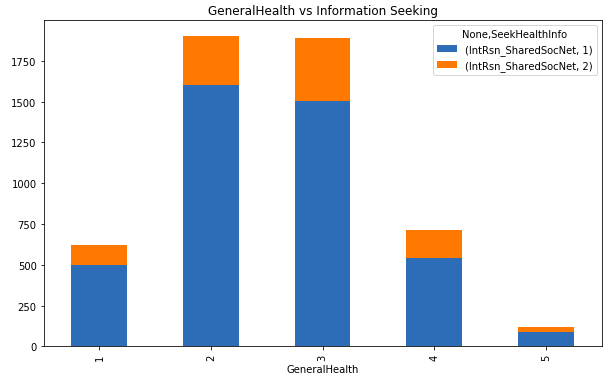 GeneralHealth vs Information Seeking
None,SeekHealthInfo
(IntRsn_SharedSocNet, 1)
(IntRsn_SharedSocNet, 2)
1750
1500
1250
1000
750
500
250
0
1
2
3
4
5
GeneralHealth